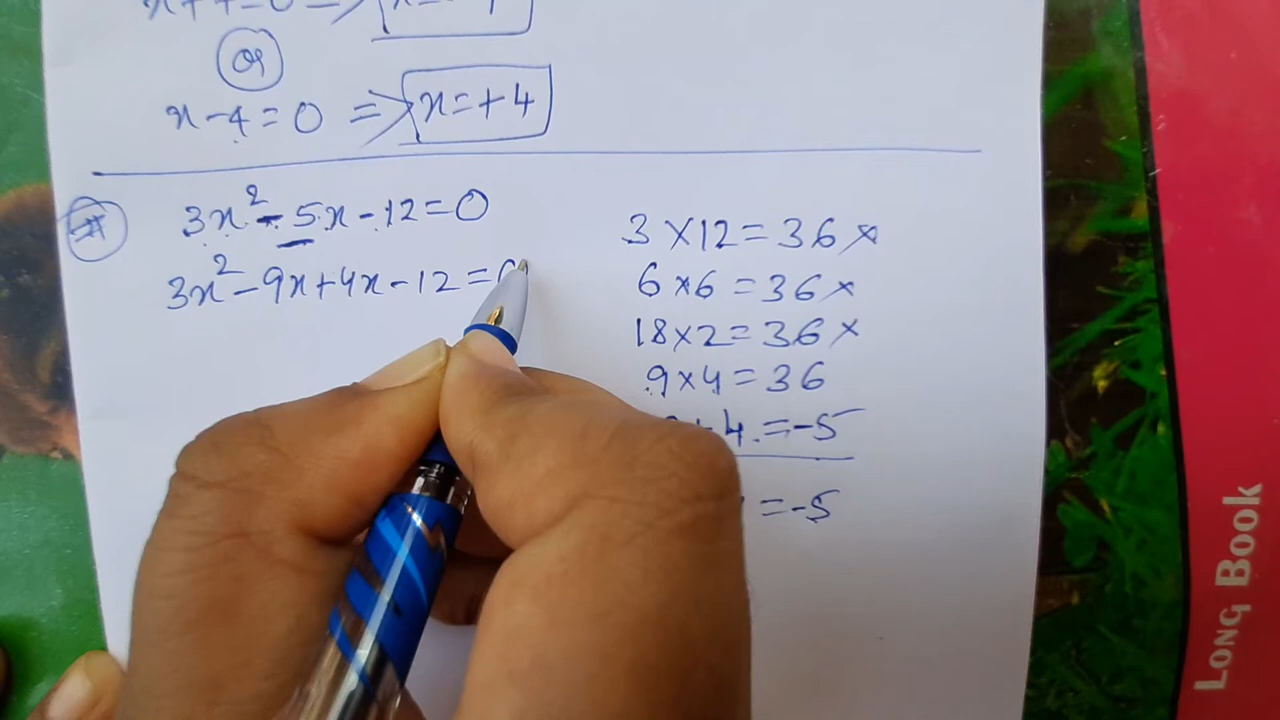 or
x-4=0 => x=+4
3x²-5x-12=0
3x²-9x+4x-12=0
3×12=36×
6×6=36×
18×2=36×
9×4=36
+4=-5
=-5
LONG BOOK